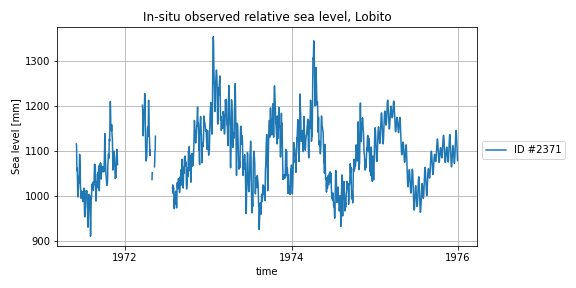 In-situ observed relative sea level, Lobito
Sea level [mm]
1300
1200
1100
1000
900
1972
1974
1976
time
ID #2371